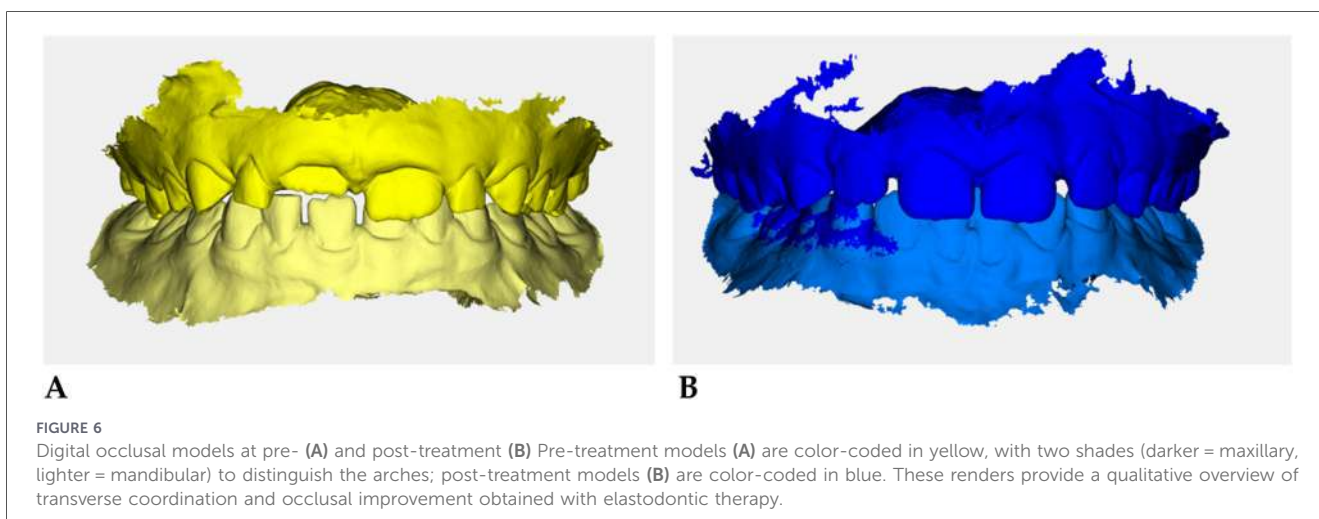 A
B
FIGURE 6
Digital occlusal models at pre- (A) and post-treatment (B) Pre-treatment models (A) are color-coded in yellow, with two shades (darker = maxillary,
lighter = mandibular) to distinguish the arches; post-treatment models (B) are color-coded in blue. These renders provide a qualitative overview of
transverse coordination and occlusal improvement obtained with elastodontic therapy.